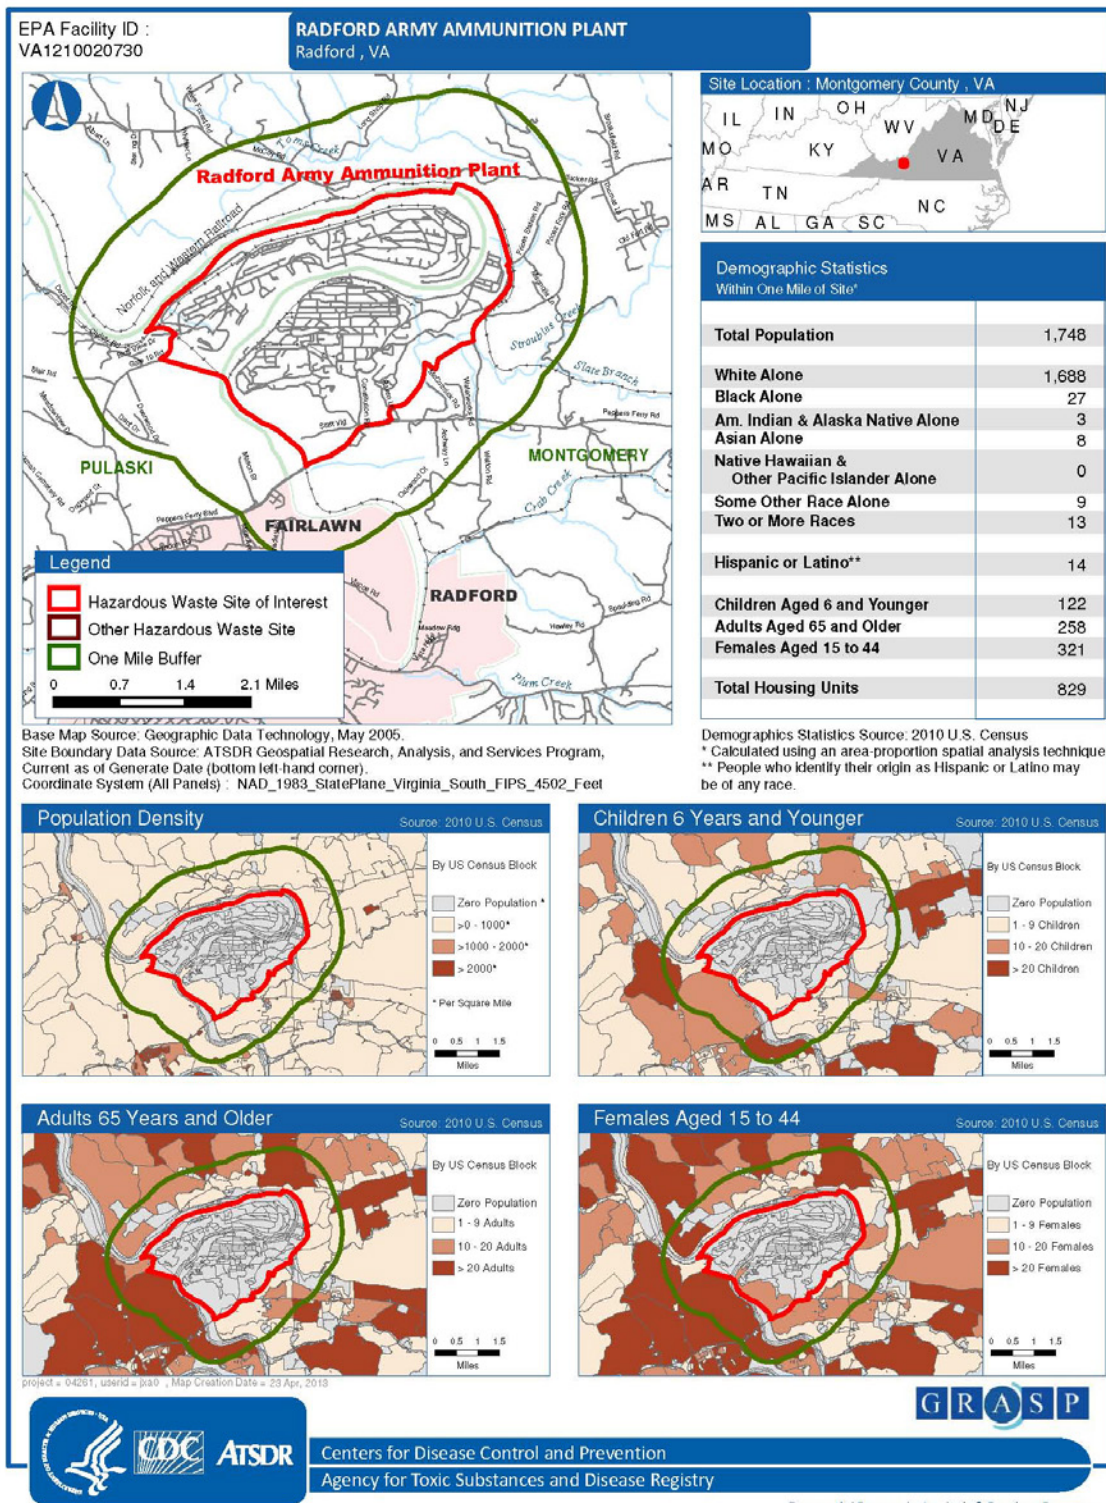 EPA Facility ID :
VA1210020730
RADFORD ARMY AMMUNITION PLANT
Radford , VA
Toms Creek
Radford Army Ammunition Plant
Norfolk and Western Railroad
Stroubles Creek
Slate Branch
Peppers Ferry Rd
PULASKI
MONTGOMERY
Crab Creek
Peppers Ferry Blvd
FAIRLAWN
RADFORD
Plum Creek
Legend
Hazardous Waste Site of Interest
Other Hazardous Waste Site
One Mile Buffer
0 0.7 1.4 2.1 Miles
Site Location : Montgomery County , VA
IL IN OH MD NJ
DE
WV
MO KY VA
AR TN NC
MS AL GA SC
Demographic Statistics
Within One Mile of Site*
Total Population 1,748
White Alone 1,688
Black Alone 27
Am. Indian & Alaska Native Alone 3
Asian Alone 8
Native Hawaiian &
Other Pacific Islander Alone 0
Some Other Race Alone 9
Two or More Races 13
Hispanic or Latino** 14
Children Aged 6 and Younger 122
Adults Aged 65 and Older 258
Females Aged 15 to 44 321
Total Housing Units 829
Base Map Source: Geographic Data Technology, May 2005.
Site Boundary Data Source: ATSDR Geospatial Research, Analysis, and Services Program,
Current as of Generate Date (bottom left-hand corner).
Coordinate System (All Panels) : NAD_1983_StatePlane_Virginia_South_FIPS_4502_Feet
Demographics Statistics Source: 2010 U.S. Census
* Calculated using an area-proportion spatial analysis technique
** People who identify their origin as Hispanic or Latino may
be of any race.
Population Density Source: 2010 U.S. Census
By US Census Block
Zero Population *
>0 - 1000*
>1000 - 2000*
> 2000*
* Per Square Mile
0 0.5 1 1.5
Miles
Children 6 Years and Younger Source: 2010 U.S. Census
By US Census Block
Zero Population
1 - 9 Children
10 - 20 Children
> 20 Children
0 0.5 1 1.5
Miles
Adults 65 Years and Older Source: 2010 U.S. Census
By US Census Block
Zero Population
1 - 9 Adults
10 - 20 Adults
> 20 Adults
0 0.5 1 1.5
Miles
Females Aged 15 to 44 Source: 2010 U.S. Census
By US Census Block
Zero Population
1 - 9 Females
10 - 20 Females
> 20 Females
0 0.5 1 1.5
Miles
project = 04261, userid = jxa0 , Map Creation Date = 23 Apr, 2013
GRASP
CDC
ATSDR
Centers for Disease Control and Prevention
Agency for Toxic Substances and Disease Registry